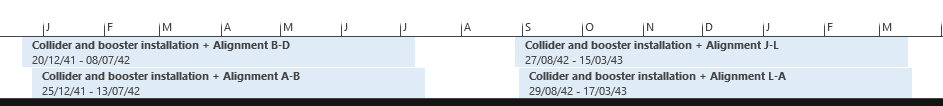 J F M A M J J A S O N D J F M
Collider and booster installation + Alignment B-D
20/12/41 - 08/07/42
Collider and booster installation + Alignment J-L
27/08/42 - 15/03/43
Collider and booster installation + Alignment A-B
25/12/41 - 13/07/42
Collider and booster installation + Alignment L-A
29/08/42 - 17/03/43